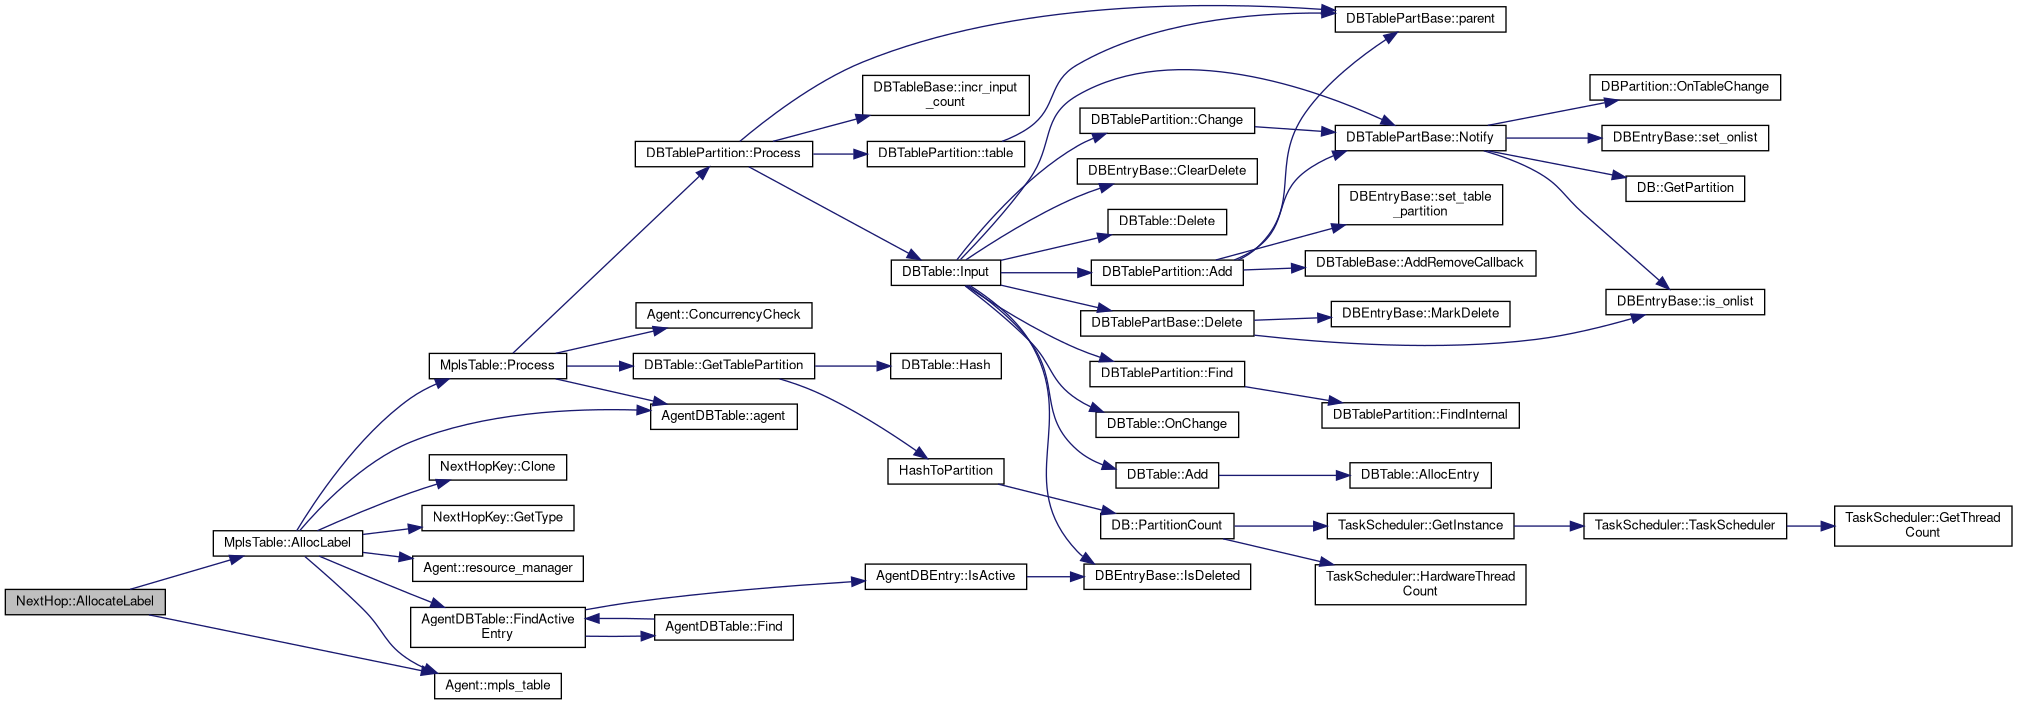 DBTablePartBase::parent
DBTableBase::incr_input
_count
DBPartition::OnTableChange
DBTablePartition::Change
DBTablePartBase::Notify
DBEntryBase::set_onlist
DBTablePartition::Process
DBTablePartition::table
DBEntryBase::ClearDelete
DB::GetPartition
DBEntryBase::set_table
_partition
DBTable::Delete
DBTable::Input
DBTablePartition::Add
DBTableBase::AddRemoveCallback
DBEntryBase::is_onlist
Agent::ConcurrencyCheck
DBTablePartBase::Delete
DBEntryBase::MarkDelete
MplsTable::Process
DBTable::GetTablePartition
DBTable::Hash
DBTablePartition::Find
AgentDBTable::agent
DBTablePartition::FindInternal
DBTable::OnChange
NextHopKey::Clone
HashToPartition
DBTable::Add
DBTable::AllocEntry
NextHopKey::GetType
DB::PartitionCount
TaskScheduler::GetInstance
TaskScheduler::TaskScheduler
TaskScheduler::GetThread
Count
MplsTable::AllocLabel
Agent::resource_manager
AgentDBEntry::IsActive
DBEntryBase::IsDeleted
TaskScheduler::HardwareThread
Count
NextHop::AllocateLabel
AgentDBTable::FindActive
Entry
AgentDBTable::Find
Agent::mpls_table